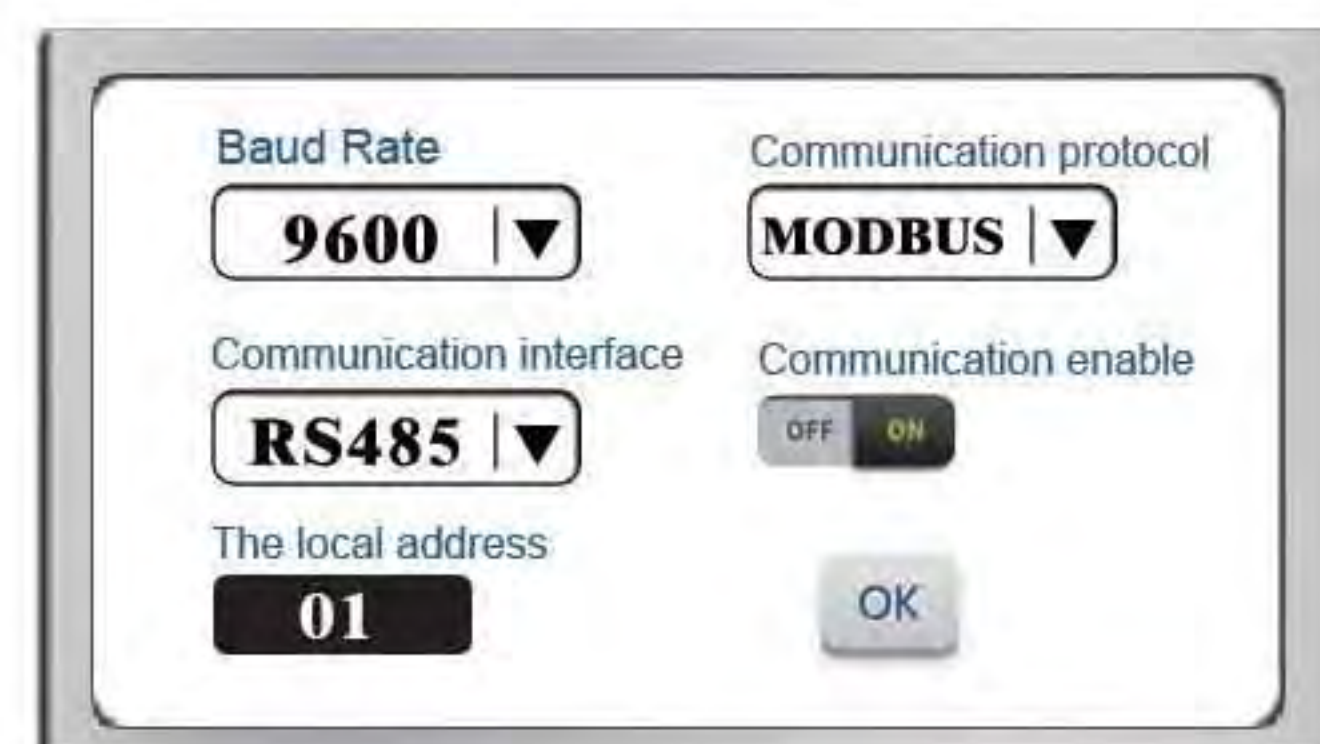 Baud Rate
9600
Communication protocol
MODBUS
Communication interface
RS485
Communication enable
OFF ON
The local address
01
OK